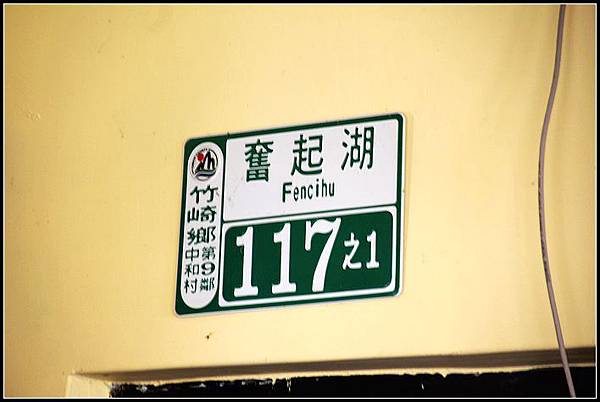 竹崎鄉
中和村
第9鄰
奮起湖
Fencihu
117之1